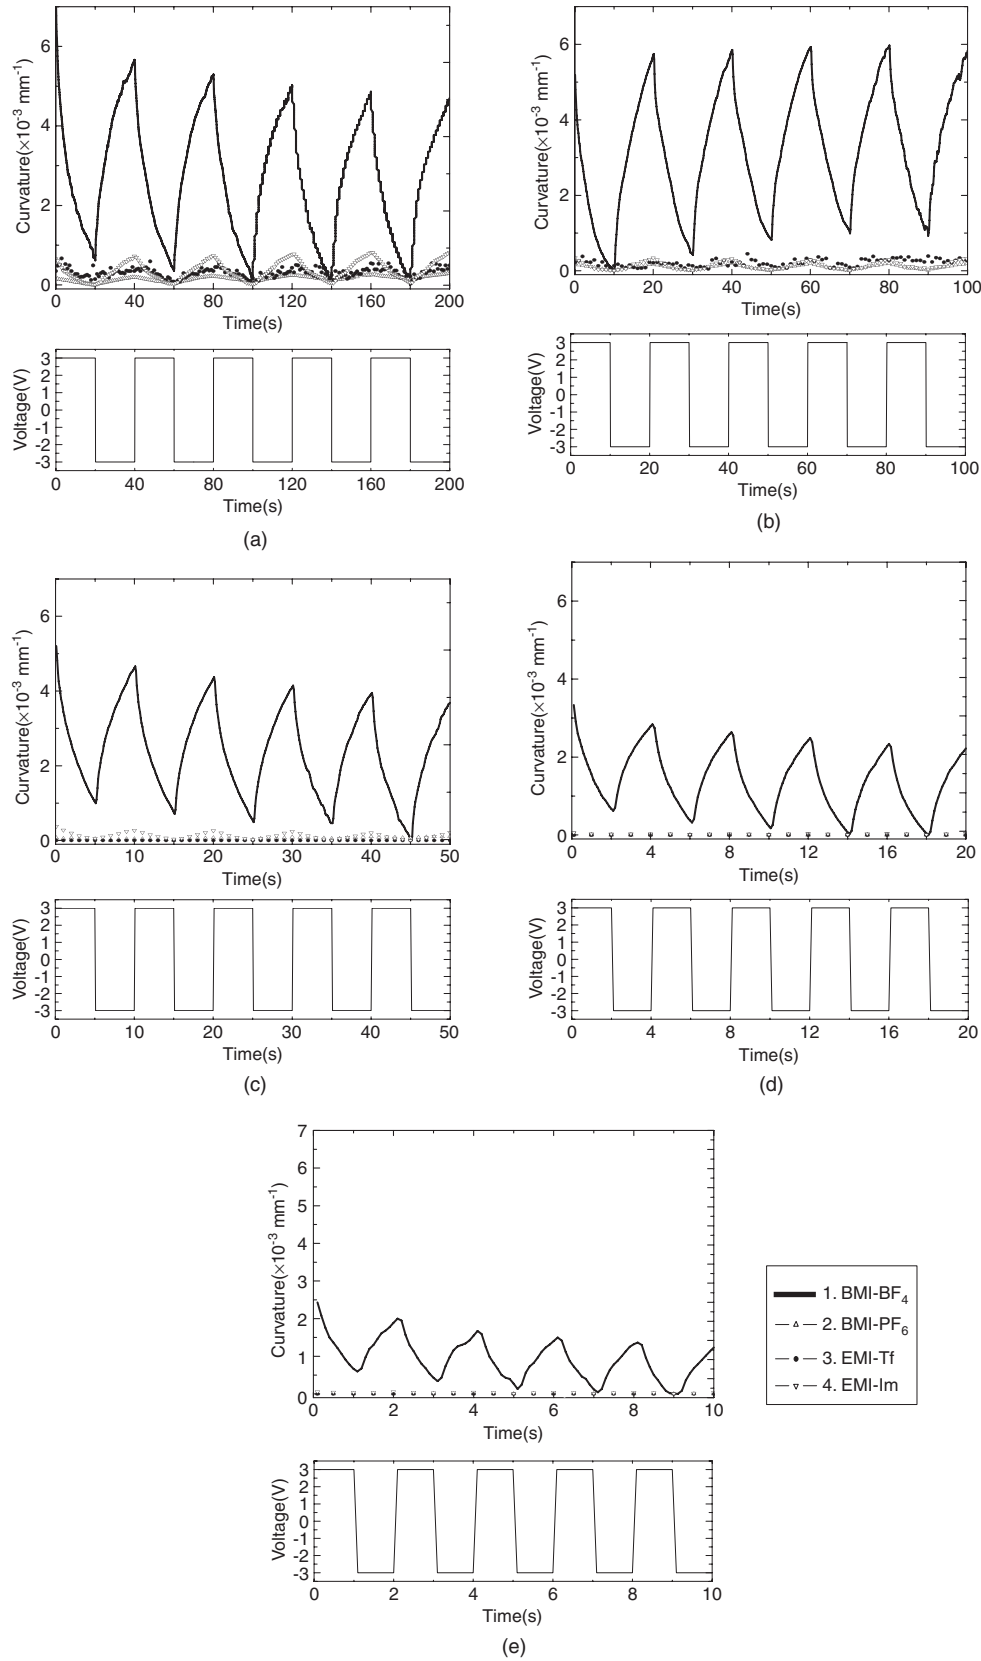 6
4
2
0
Curvature(×10⁻³ mm⁻¹)
0 40 80 120 160 200
Time(s)
3
2
1
0
-1
-2
-3
Voltage(V)
0 40 80 120 160 200
Time(s)
(a)
6
4
2
0
Curvature(×10⁻³ mm⁻¹)
0 20 40 60 80 100
Time(s)
3
2
1
0
-1
-2
-3
Voltage(V)
0 20 40 60 80 100
Time(s)
(b)
6
4
2
0
Curvature(×10⁻³ mm⁻¹)
0 10 20 30 40 50
Time(s)
3
2
1
0
-1
-2
-3
Voltage(V)
0 10 20 30 40 50
Time(s)
(c)
6
4
2
0
Curvature(×10⁻³ mm⁻¹)
0 4 8 12 16 20
Time(s)
3
2
1
0
-1
-2
-3
Voltage(V)
0 4 8 12 16 20
Time(s)
(d)
7
6
5
4
3
2
1
0
Curvature(×10⁻³ mm⁻¹)
0 2 4 6 8 10
Time(s)
1. BMI-BF₄
2. BMI-PF₆
3. EMI-Tf
4. EMI-Im
3
2
1
0
-1
-2
-3
Voltage(V)
0 2 4 6 8 10
Time(s)
(e)